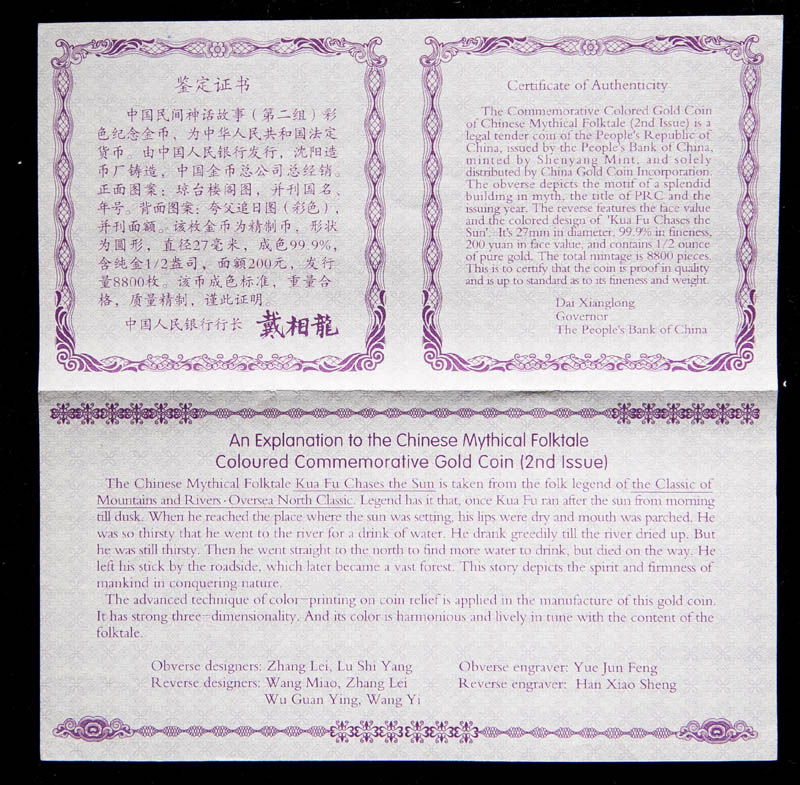 鉴定证书
中国民间神话故事（第二组）彩
色纪念金币，为中华人民共和国法定
货币。由中国人民银行发行，沈阳造
币厂铸造，中国金币总公司总经销。
正面图案：琼台楼阁图，并刊国名、
年号。背面图案：夸父追日图（彩色），
并刊面额。该枚金币为精制币，形状
为圆形，直径27毫米，成色99.9%，
含纯金1/2盎司，面额200元，发行
量8800枚。该币成色标准，重量合
格，质量精制，谨此证明。
中国人民银行行长 戴相龍
Certificate of Authenticity
The Commemorative Colored Gold Coin
of Chinese Mythical Folktale (2nd Issue) is a
legal tender coin of the People's Republic of
China, issued by the People's Bank of China,
minted by Shenyang Mint, and solely
distributed by China Gold Coin Incorporation.
The obverse depicts the motif of a splendid
building in myth, the title of PRC and the
issuing year. The reverse features the face value
and the colored design of 'Kua Fu Chases the
Sun'. It's 27mm in diameter, 99.9% in fineness,
200 yuan in face value, and contains 1/2 ounce
of pure gold. The total mintage is 8800 pieces.
This is to certify that the coin is proof in quality
and is up to standard as to its fineness and weight.
Dai Xianglong
Governor
The People's Bank of China
An Explanation to the Chinese Mythical Folktale
Coloured Commemorative Gold Coin (2nd Issue)
The Chinese Mythical Folktale Kua Fu Chases the Sun is taken from the folk legend of the Classic of
Mountains and Rivers·Oversea North Classic. Legend has it that, once Kua Fu ran after the sun from morning
till dusk. When he reached the place where the sun was setting, his lips were dry and mouth was parched. He
was so thirsty that he went to the river for a drink of water. He drank greedily till the river dried up. But
he was still thirsty. Then he went straight to the north to find more water to drink, but died on the way. He
left his stick by the roadside, which later became a vast forest. This story depicts the spirit and firmness of
mankind in conquering nature.
The advanced technique of color—printing on coin relief is applied in the manufacture of this gold coin.
It has strong three—dimensionality. And its color is harmonious and lively in tune with the content of the
folktale.
Obverse designers: Zhang Lei, Lu Shi Yang
Reverse designers: Wang Miao, Zhang Lei
Wu Guan Ying, Wang Yi
Obverse engraver: Yue Jun Feng
Reverse engraver: Han Xiao Sheng